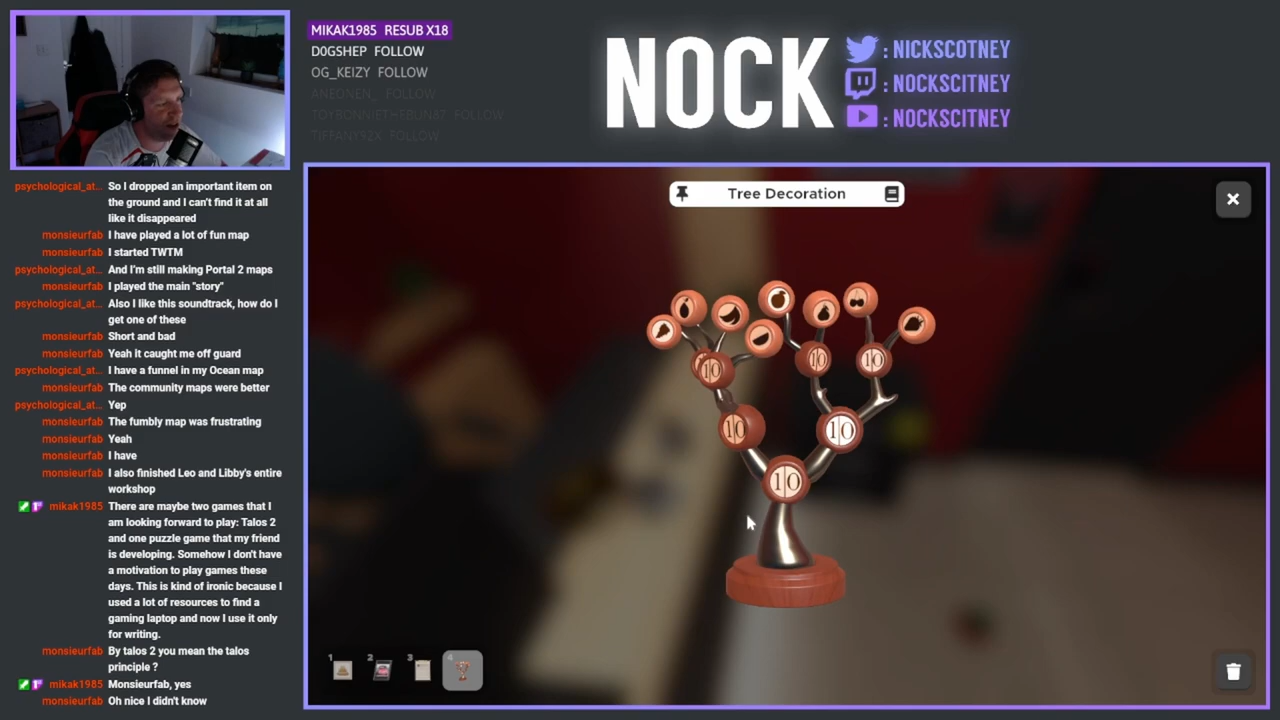 MIKAK1985 RESUB X18
D0GSHEP FOLLOW
OG_KEIZY FOLLOW
ANEONEN_ FOLLOW
FOLLOW
FOLLOW
NOCK
: NICKSCOTNEY
: NOCKSCITNEY
: NOCKSCITNEY
psychological_at... So I dropped an important item on
the ground and I can't find it at all
like it disappeared
monsieurfab I have played a lot of fun map
monsieurfab I started TWTM
psychological_at... And I'm still making Portal 2 maps
monsieurfab I played the main "story"
psychological_at... Also I like this soundtrack, how do I
get one of these
monsieurfab Short and bad
monsieurfab Yeah it caught me off guard
psychological_at... I have a funnel in my Ocean map
monsieurfab The community maps were better
psychological_at... Yep
monsieurfab The fumbly map was frustrating
monsieurfab Yeah
monsieurfab I have
monsieurfab I also finished Leo and Libby's entire
workshop
mikak1985 There are maybe two games that I
am looking forward to play: Talos 2
and one puzzle game that my friend
is developing. Somehow I don't have
a motivation to play games these
days. This is kind of ironic because I
used a lot of resources to find a
gaming laptop and now I use it only
for writing.
monsieurfab By talos 2 you mean the talos
principle ?
mikak1985 Monsieurfab, yes
monsieurfab Oh nice I didn't know
Tree Decoration
10
10 10
10 10
10
1 2 3 4